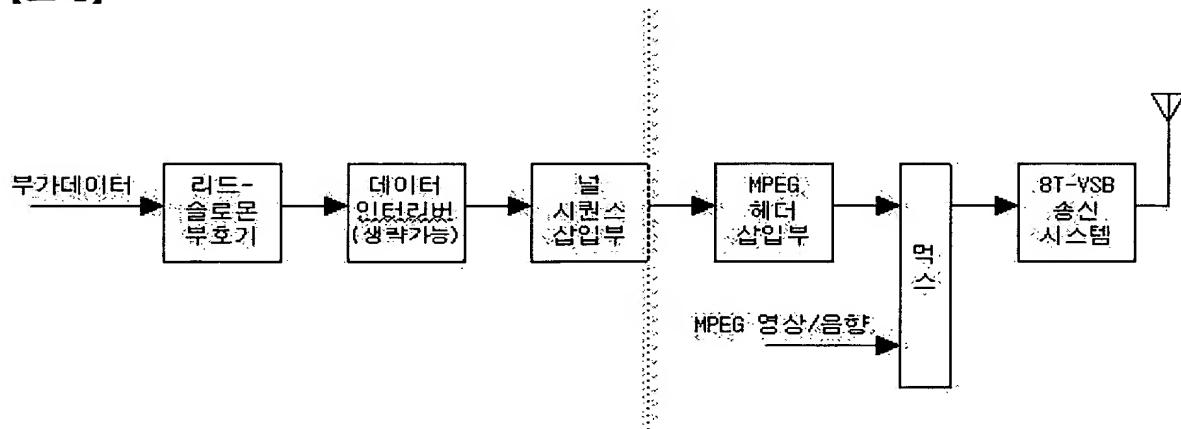 부가데이터
리드-
솔로몬
부호기
데이터
인터리버
(생략가능)
널
시퀀스
삽입부
MPEG
헤더
삽입부
MPEG 영상/음향
먹
스
8T-VSB
송신
시스템